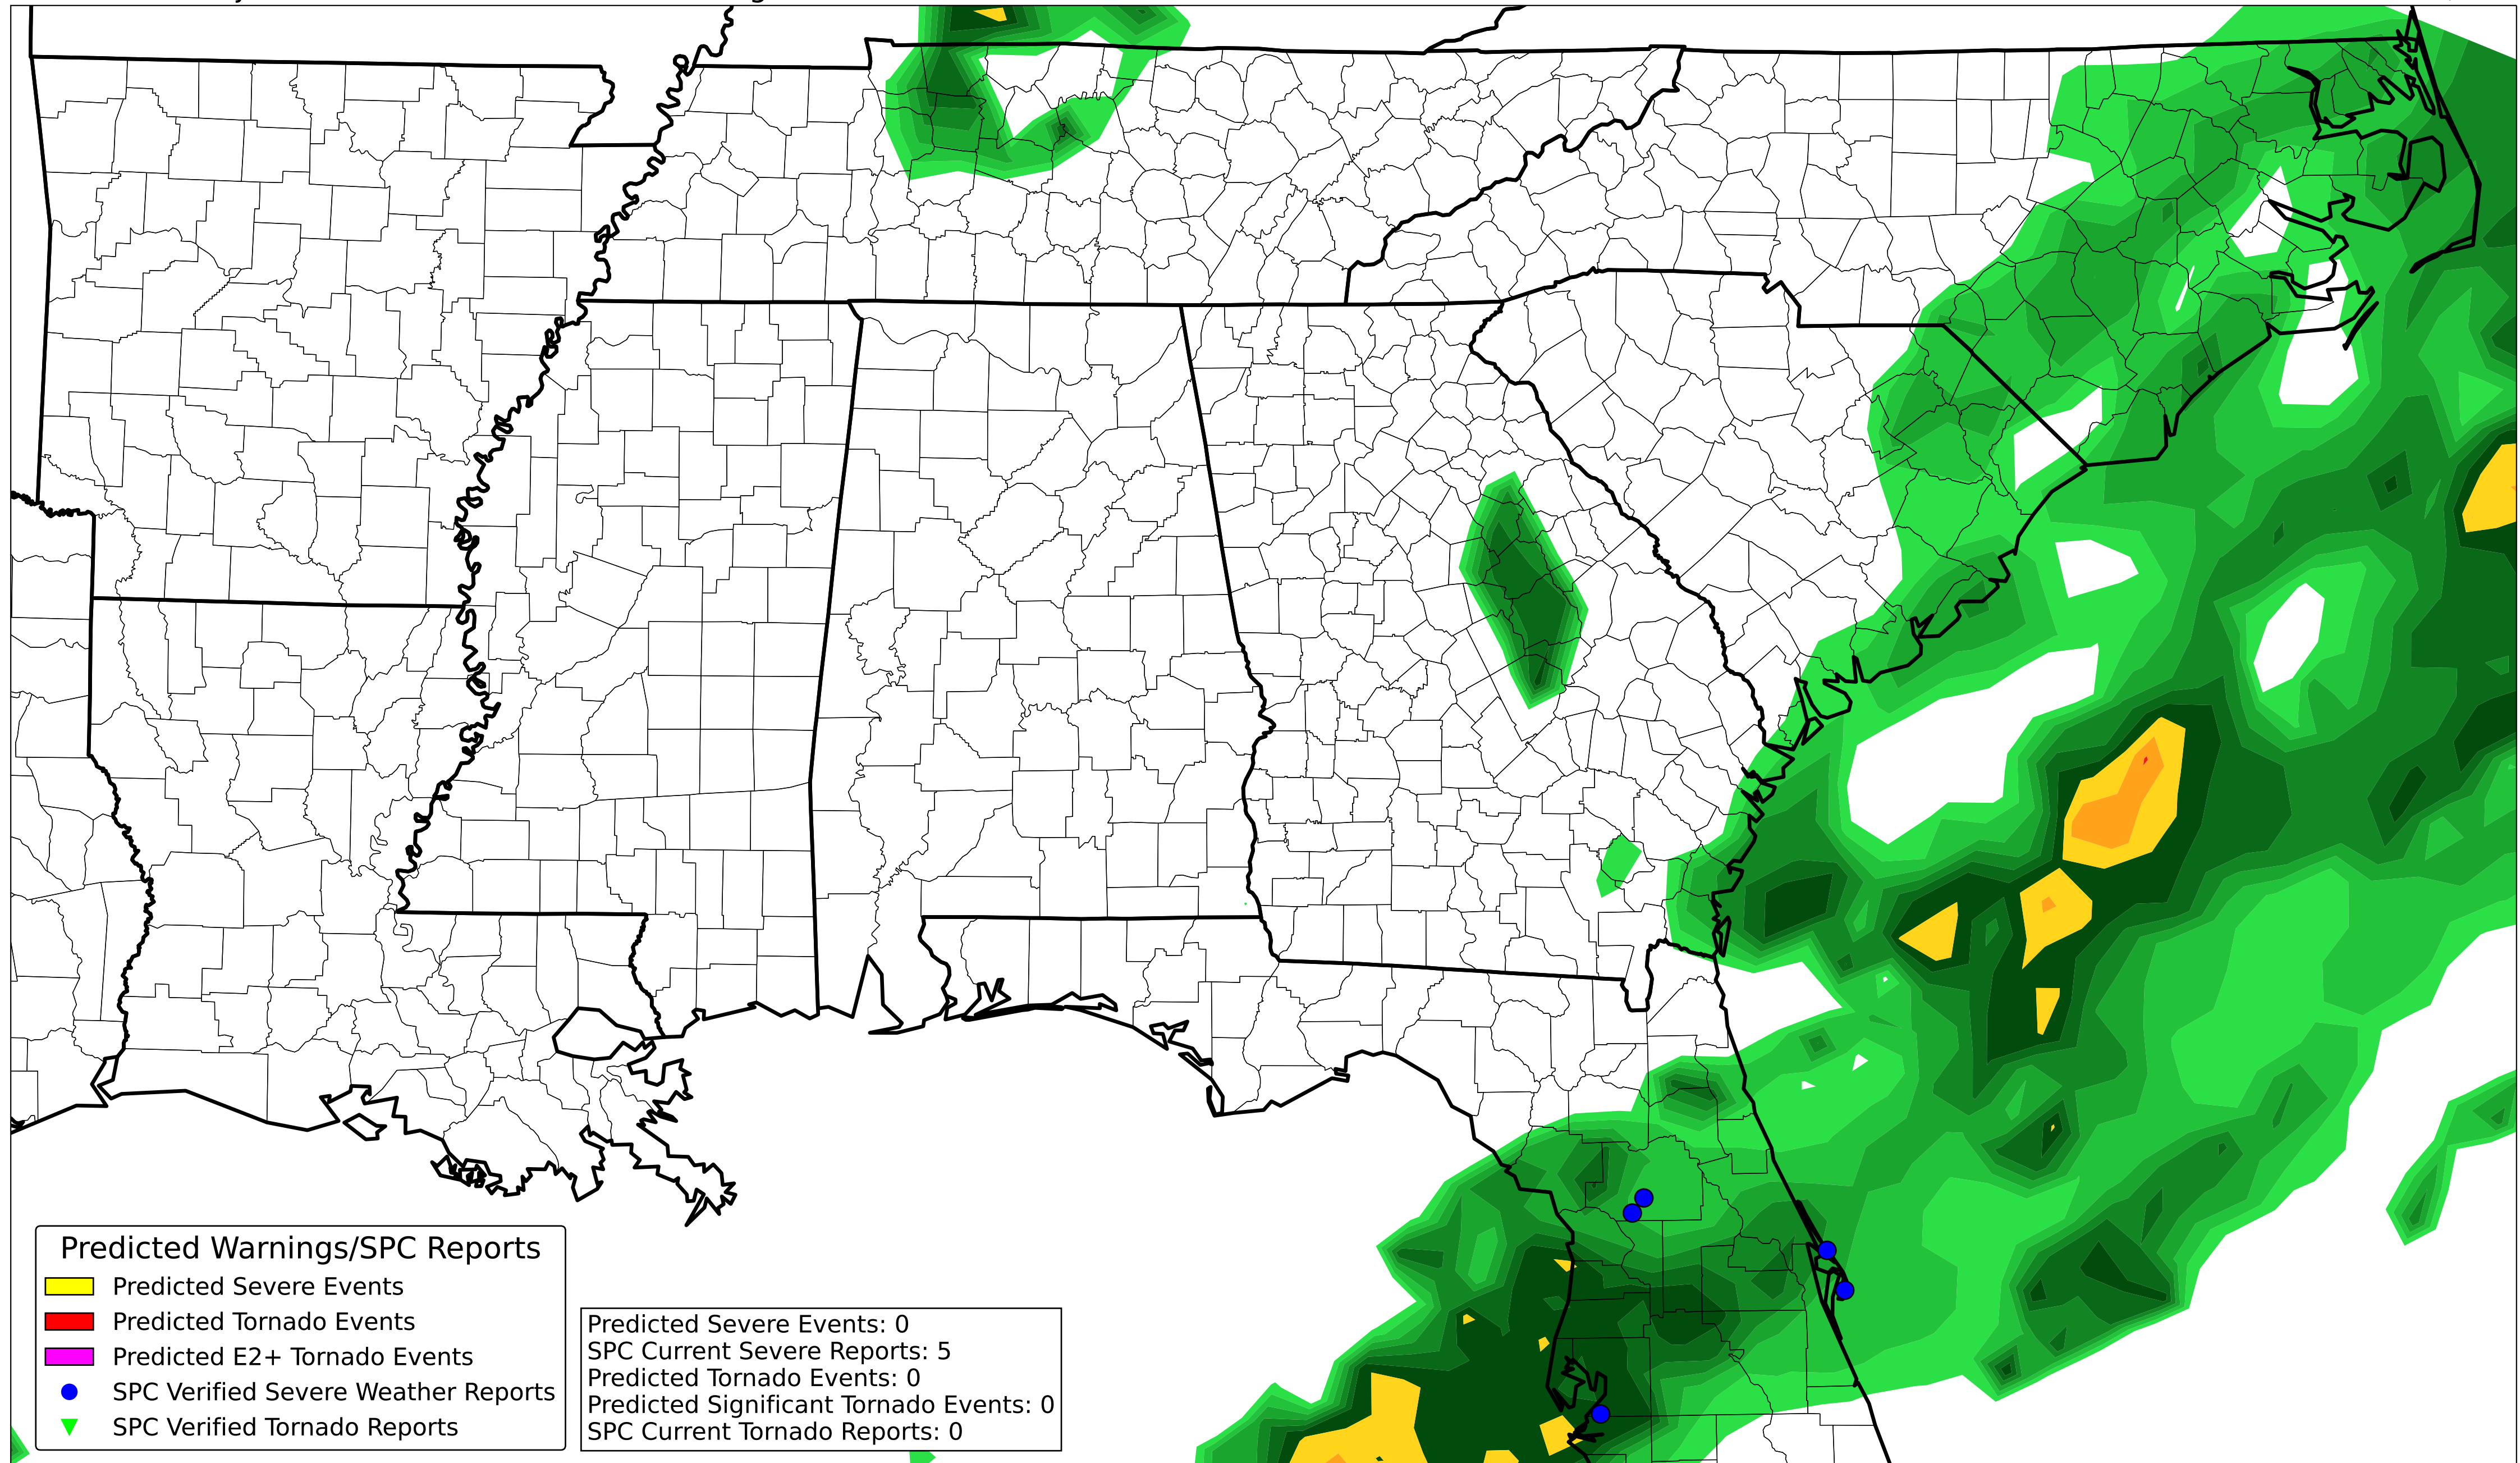 Predicted Warnings/SPC Reports
Predicted Severe Events
Predicted Tornado Events
Predicted E2+ Tornado Events
SPC Verified Severe Weather Reports
SPC Verified Tornado Reports
Predicted Severe Events: 0
SPC Current Severe Reports: 5
Predicted Tornado Events: 0
Predicted Significant Tornado Events: 0
SPC Current Tornado Reports: 0